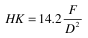 HK = 14.2 F / D²